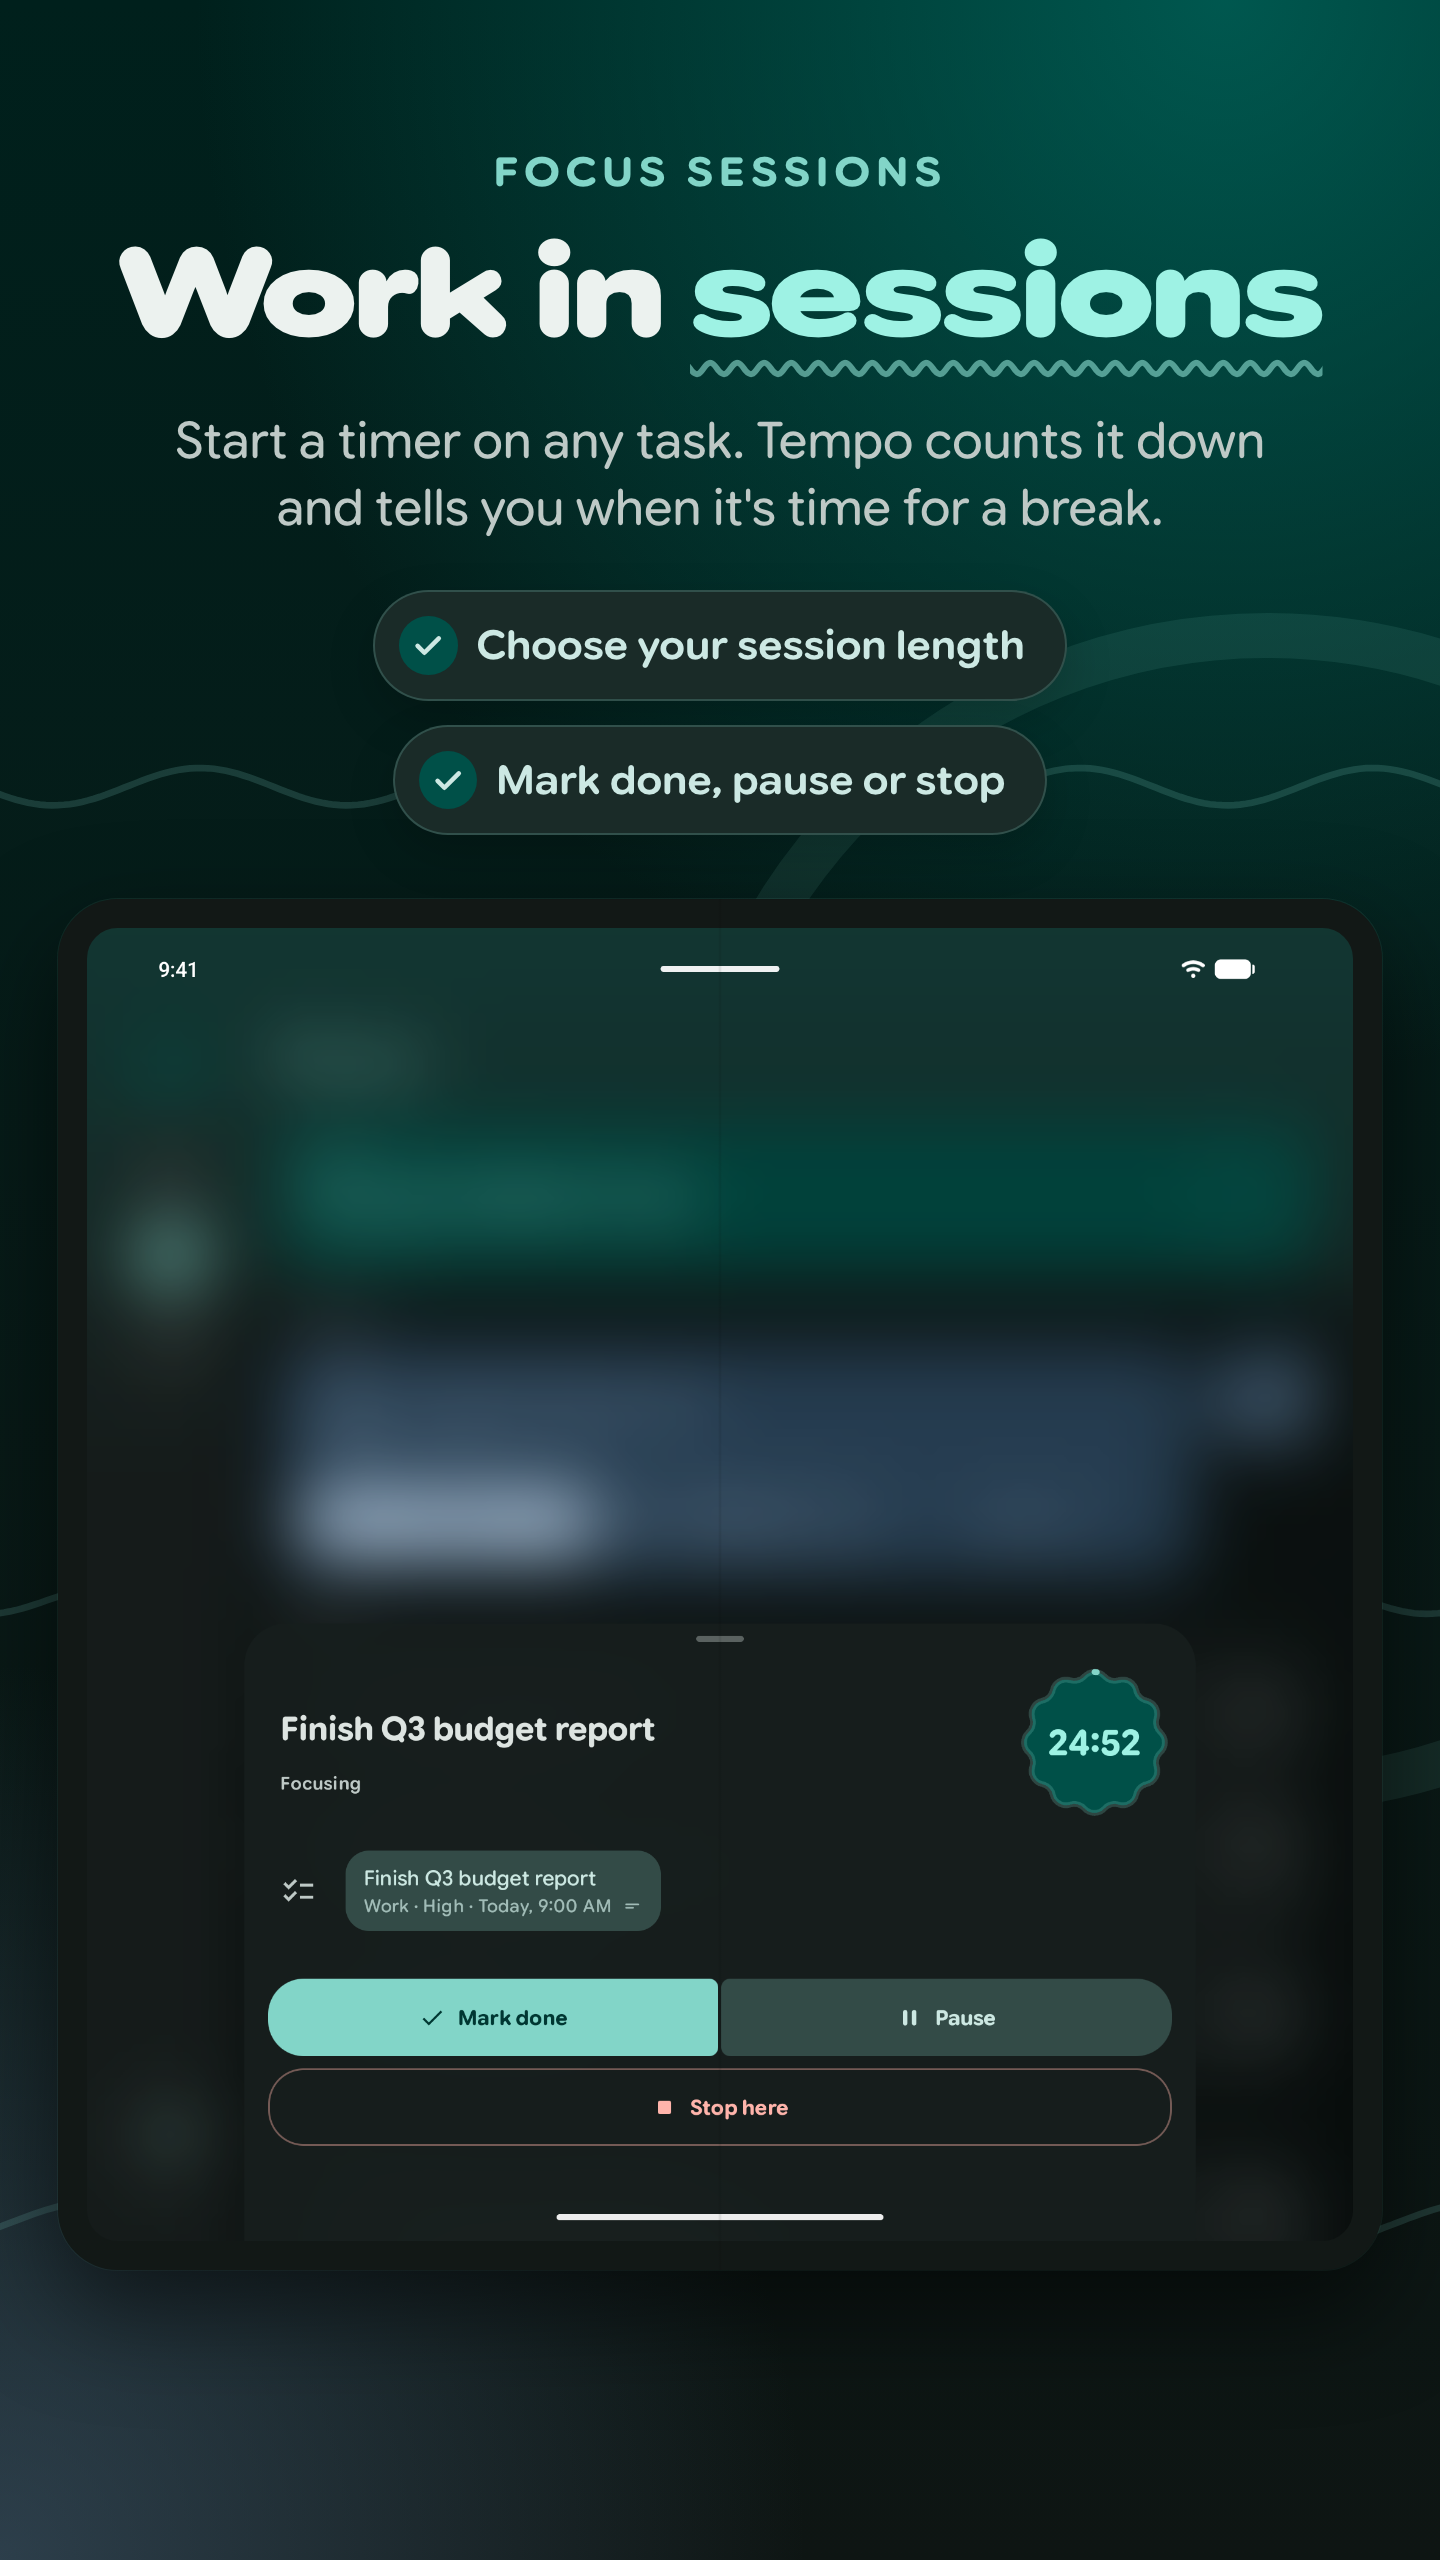 FOCUS SESSIONS
Work in sessions
Start a timer on any task. Tempo counts it down
and tells you when it's time for a break.
Choose your session length
Mark done, pause or stop
9:41
Finish Q3 budget report
24:52
Focusing
Finish Q3 budget report
Work · High · Today, 9:00 AM
Mark done
Pause
Stop here